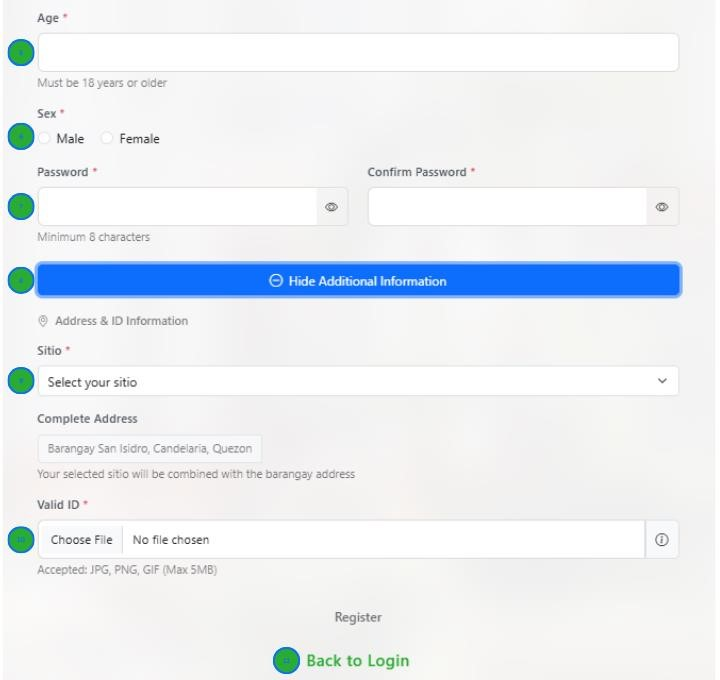 Age *
Must be 18 years or older
Sex *
Male Female
Password * Confirm Password *
Minimum 8 characters
Hide Additional Information
Address & ID Information
Sitio *
Select your sitio
Complete Address
Barangay San Isidro, Candelaria, Quezon
Your selected sitio will be combined with the barangay address
Valid ID *
Choose File No file chosen
Accepted: JPG, PNG, GIF (Max 5MB)
Register
Back to Login